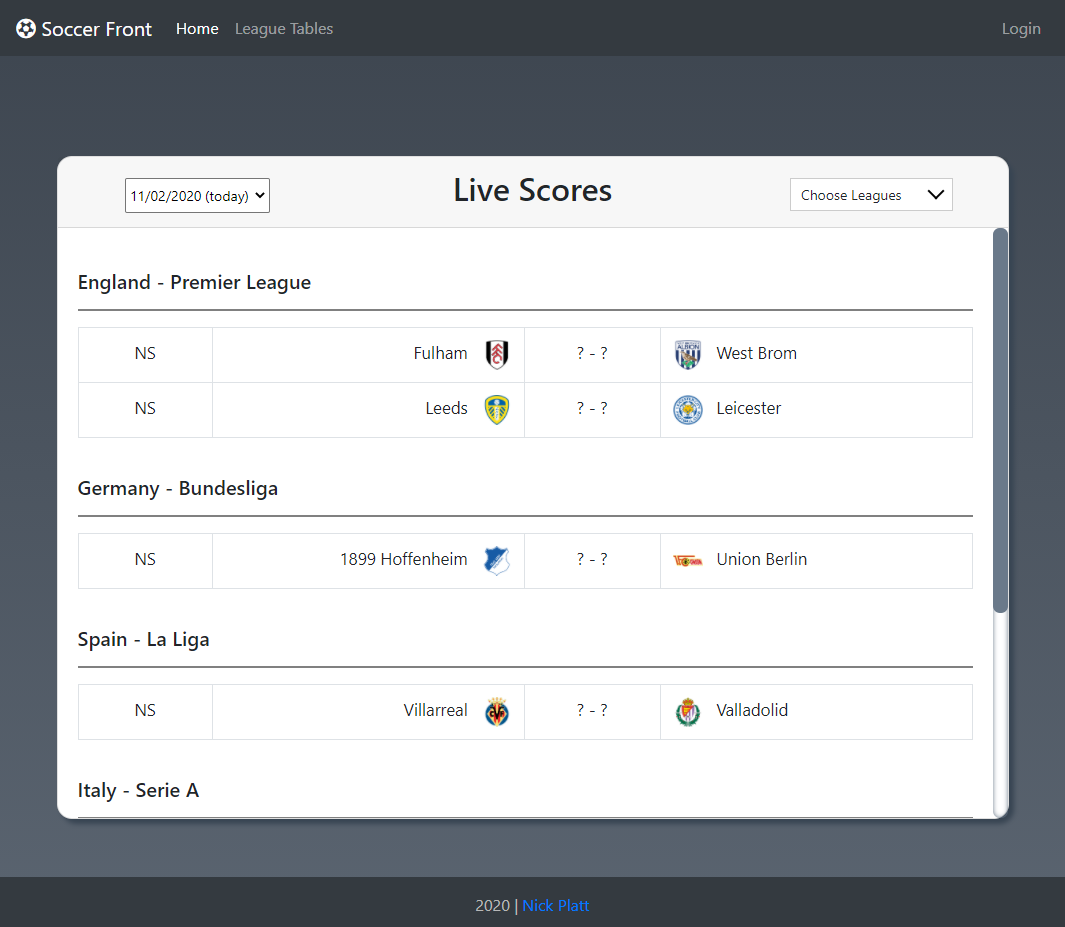 Soccer Front Home League Tables Login
11/02/2020 (today) Live Scores Choose Leagues
England - Premier League
NS Fulham ? - ? West Brom
NS Leeds ? - ? Leicester
Germany - Bundesliga
NS 1899 Hoffenheim ? - ? Union Berlin
Spain - La Liga
NS Villarreal ? - ? Valladolid
Italy - Serie A
2020 | Nick Platt